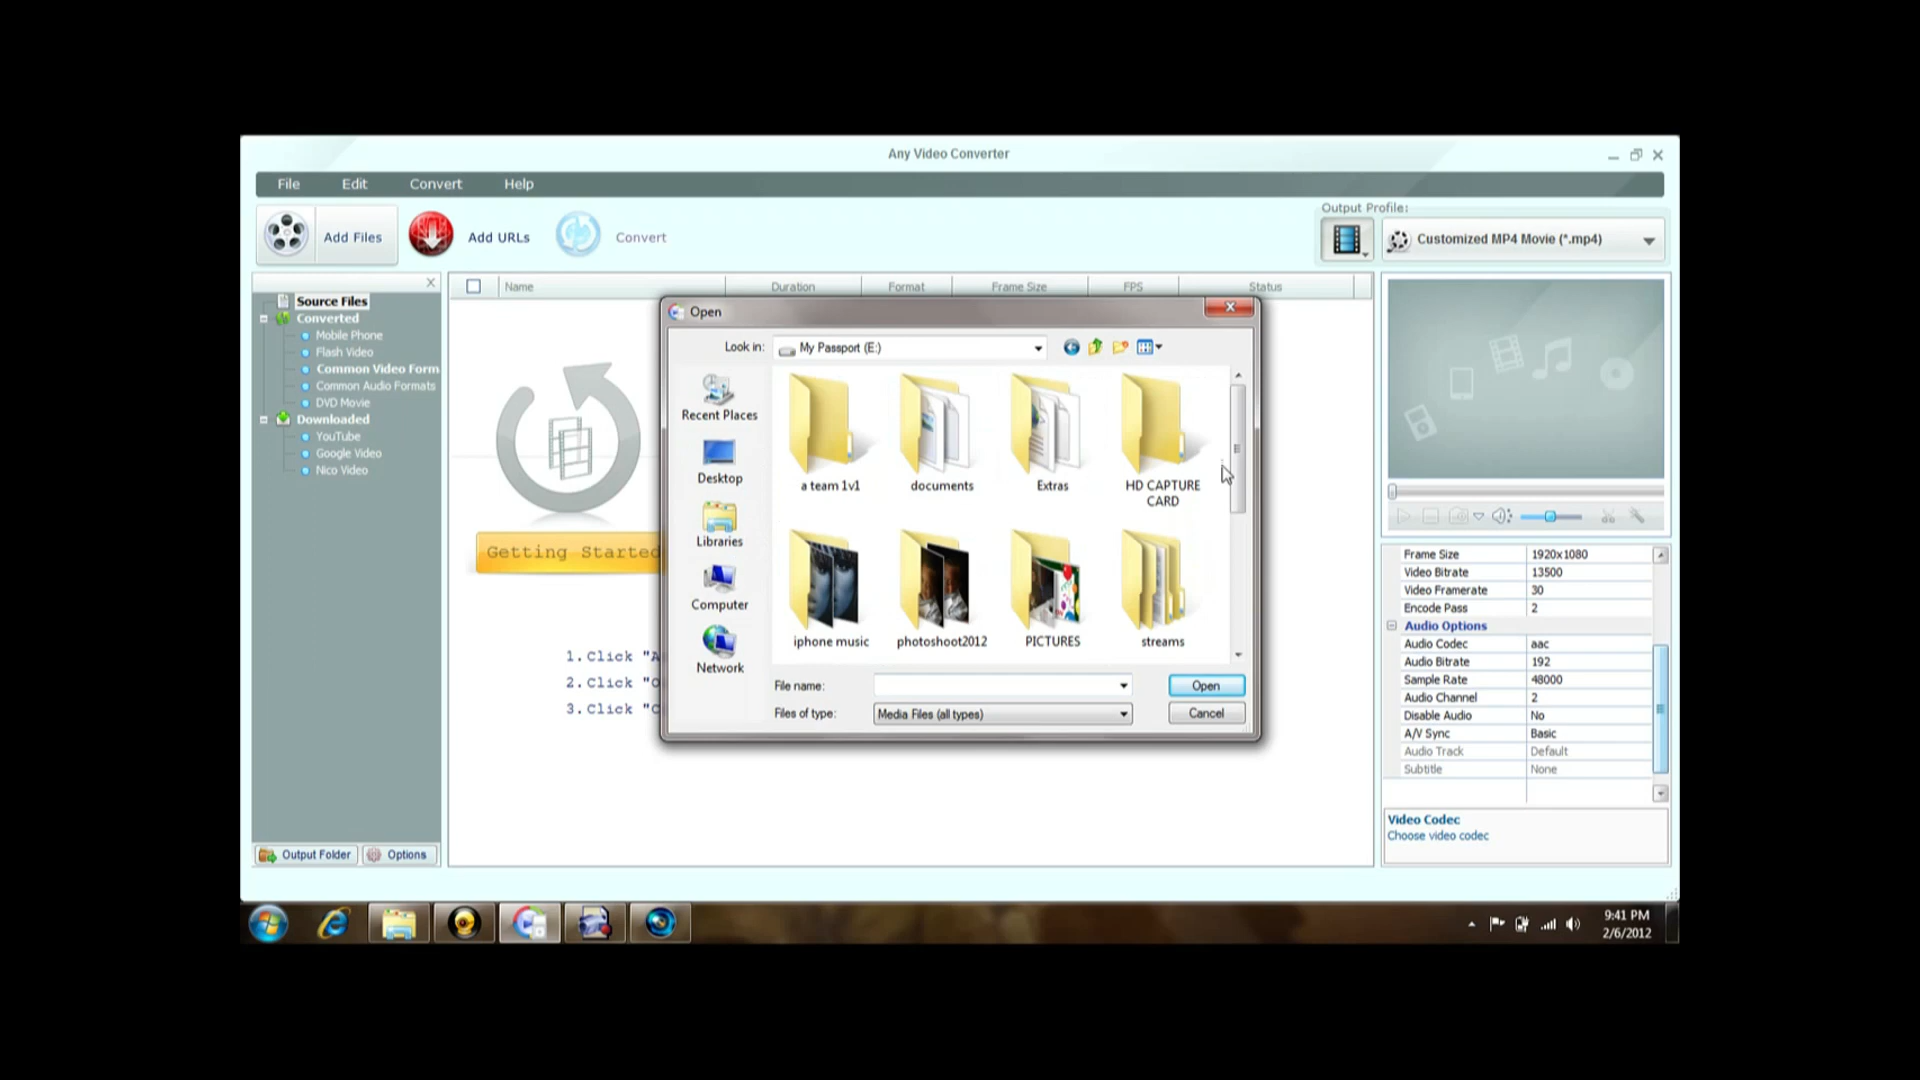 Any Video Converter
File Edit Convert Help
Add Files
Add URLs
Convert
Output Profile:
Customized MP4 Movie (*.mp4)
Source Files
Converted
Mobile Phone
Flash Video
Common Video Form
Common Audio Formats
DVD Movie
Downloaded
YouTube
Google Video
Nico Video
Output Folder
Options
Name Duration Format Frame Size FPS Status
Getting Started
1.Click "A
2.Click "O
3.Click "C
Open
Look in: My Passport (E:)
Recent Places
Desktop
Libraries
Computer
Network
a team 1v1
documents
Extras
HD CAPTURE
CARD
iphone music
photoshoot2012
PICTURES
streams
File name:
Open
Files of type: Media Files (all types)
Cancel
Frame Size 1920x1080
Video Bitrate 13500
Video Framerate 30
Encode Pass 2
Audio Options
Audio Codec aac
Audio Bitrate 192
Sample Rate 48000
Audio Channel 2
Disable Audio No
A/V Sync Basic
Audio Track Default
Subtitle None
Video Codec
Choose video codec
9:41 PM
2/6/2012